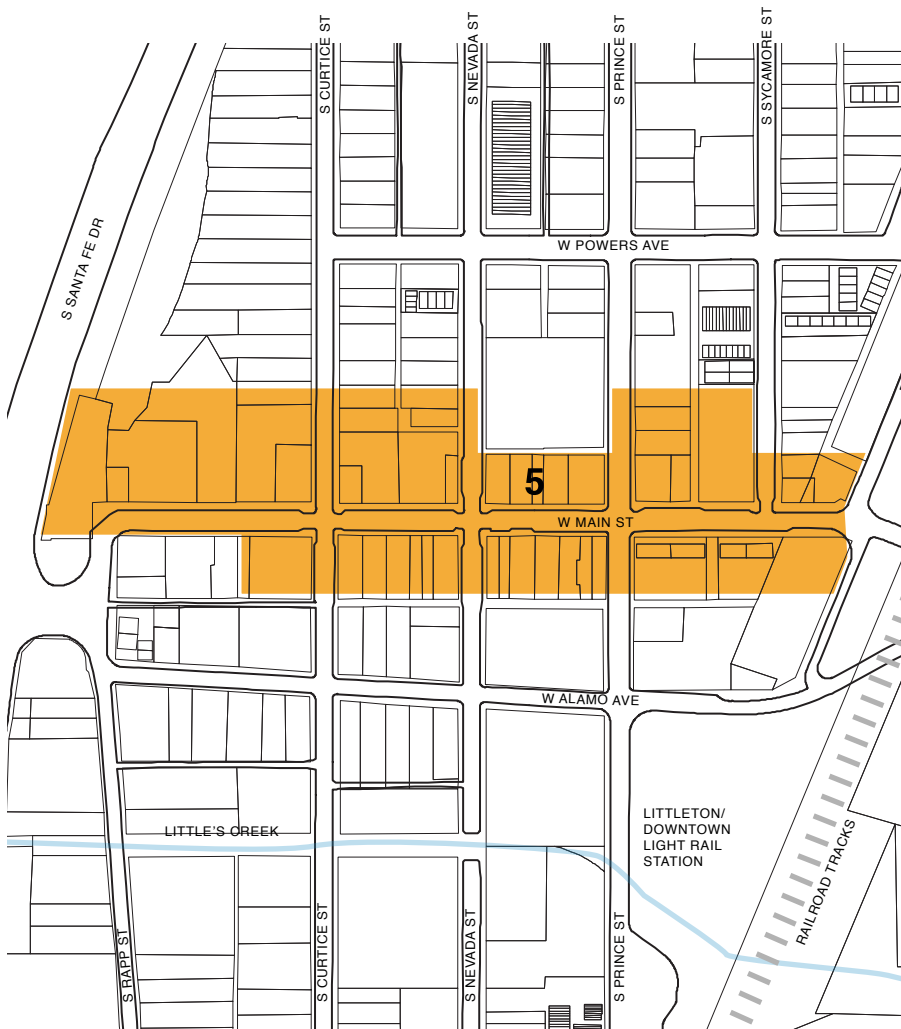 S CURTICE ST
S NEVADA ST
S PRINCE ST
S SYCAMORE ST
W POWERS AVE
S SANTA FE DR
5
W MAIN ST
W ALAMO AVE
LITTLE'S CREEK
LITTLETON/
DOWNTOWN
LIGHT RAIL
STATION
RAILROAD TRACKS
S RAPP ST
S CURTICE ST
S NEVADA ST
S PRINCE ST